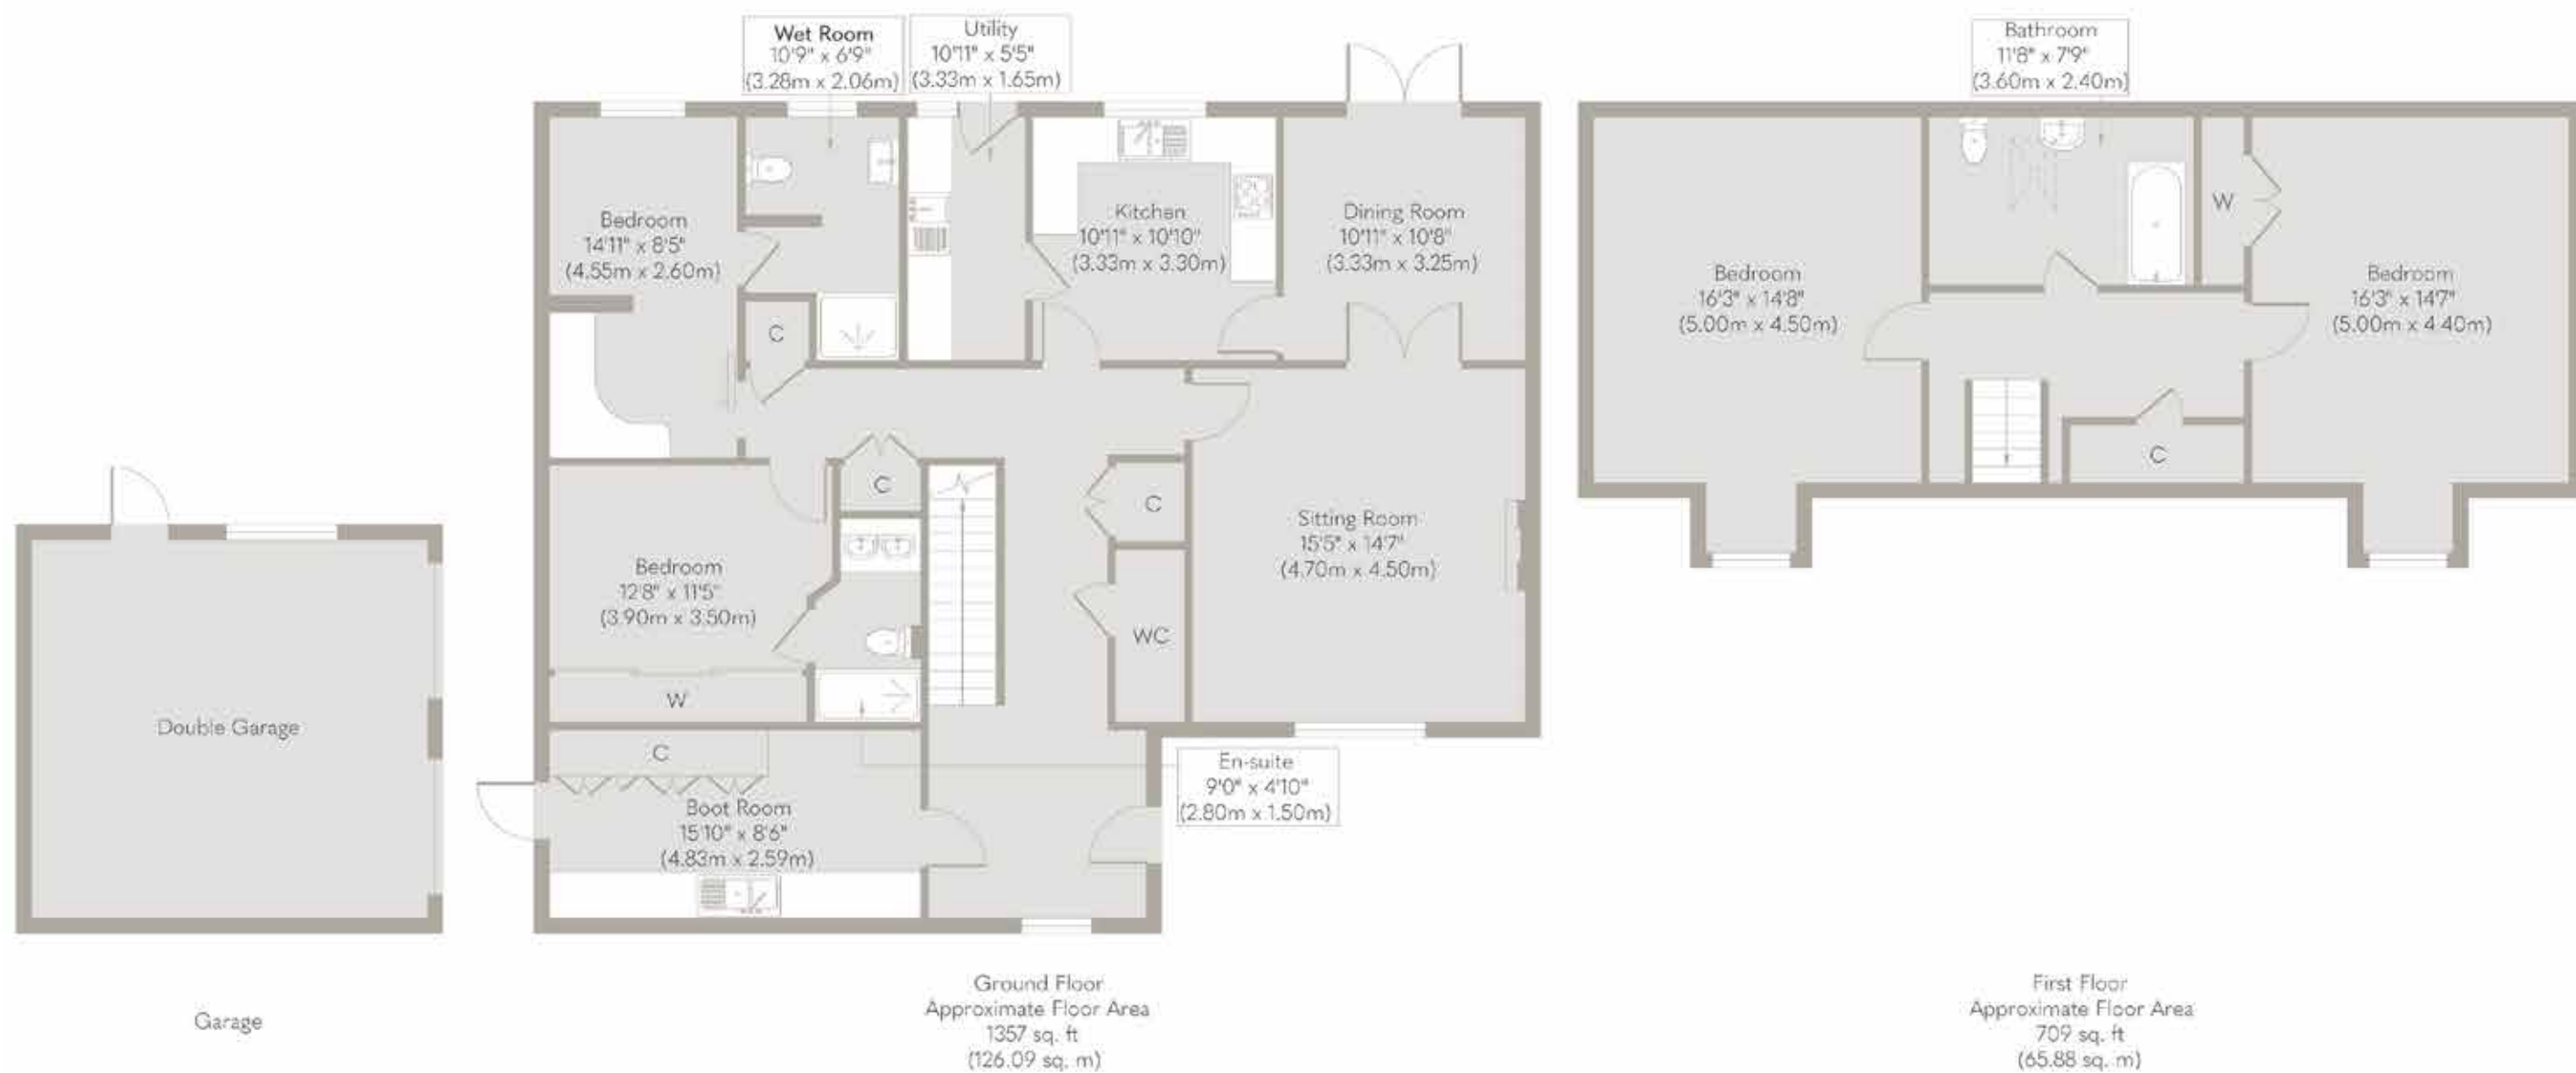 Wet Room
10'9" x 6'9"
(3.28m x 2.06m)
Utility
10'11" x 5'5"
(3.33m x 1.65m)
Bathroom
11'8" x 7'9"
(3.60m x 2.40m)
Bedroom
14'11" x 8'5"
(4.55m x 2.60m)
Kitchen
10'11" x 10'10"
(3.33m x 3.30m)
Dining Room
10'11" x 10'8"
(3.33m x 3.25m)
C
W
Bedroom
16'3" x 14'8"
(5.00m x 4.50m)
Bedroom
16'3" x 14'7"
(5.00m x 4.40m)
C
C
C
Sitting Room
15'5" x 14'7"
(4.70m x 4.50m)
Bedroom
12'8" x 11'5"
(3.90m x 3.50m)
WC
W
Double Garage
C
Boot Room
15'10" x 8'6"
(4.83m x 2.59m)
En-suite
9'0" x 4'10"
(2.80m x 1.50m)
Garage
Ground Floor
Approximate Floor Area
1357 sq. ft
(126.09 sq. m)
First Floor
Approximate Floor Area
709 sq. ft
(65.88 sq. m)